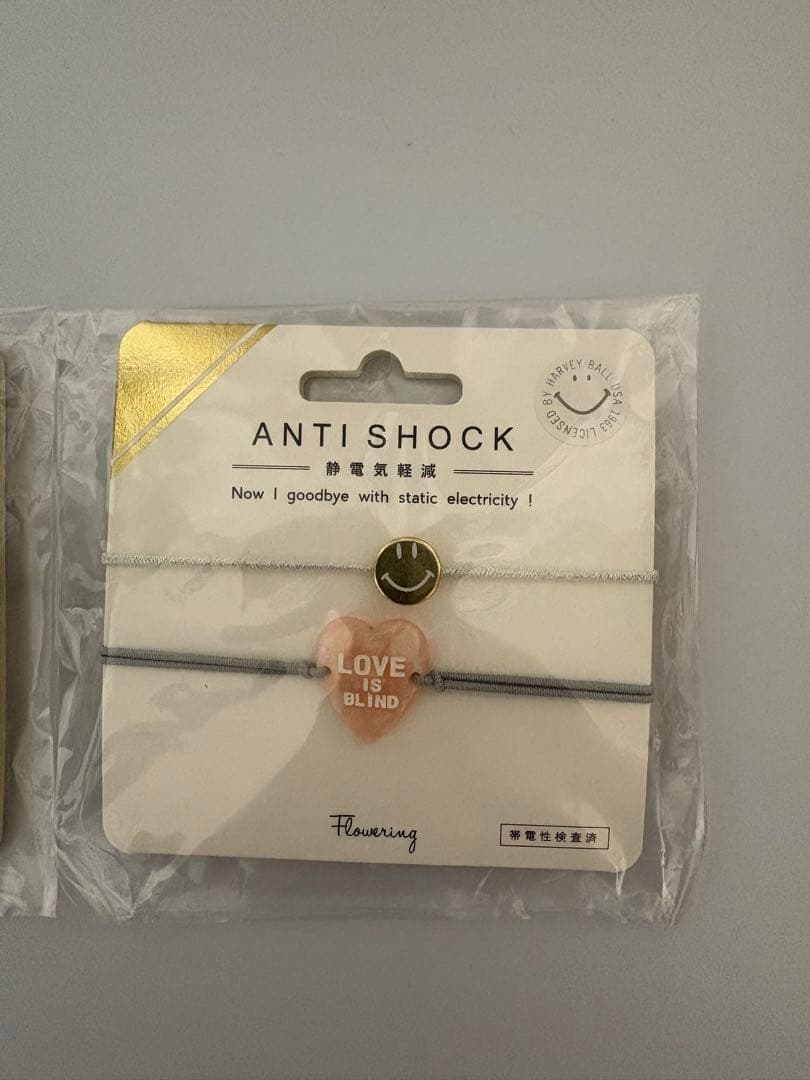 ANTI SHOCK
静電気軽減
Now I goodbye with static electricity !
HARVEY BALL USA 1963 LICENSED BY
LOVE
IS
BLIND
Flowering
帯電性検査済